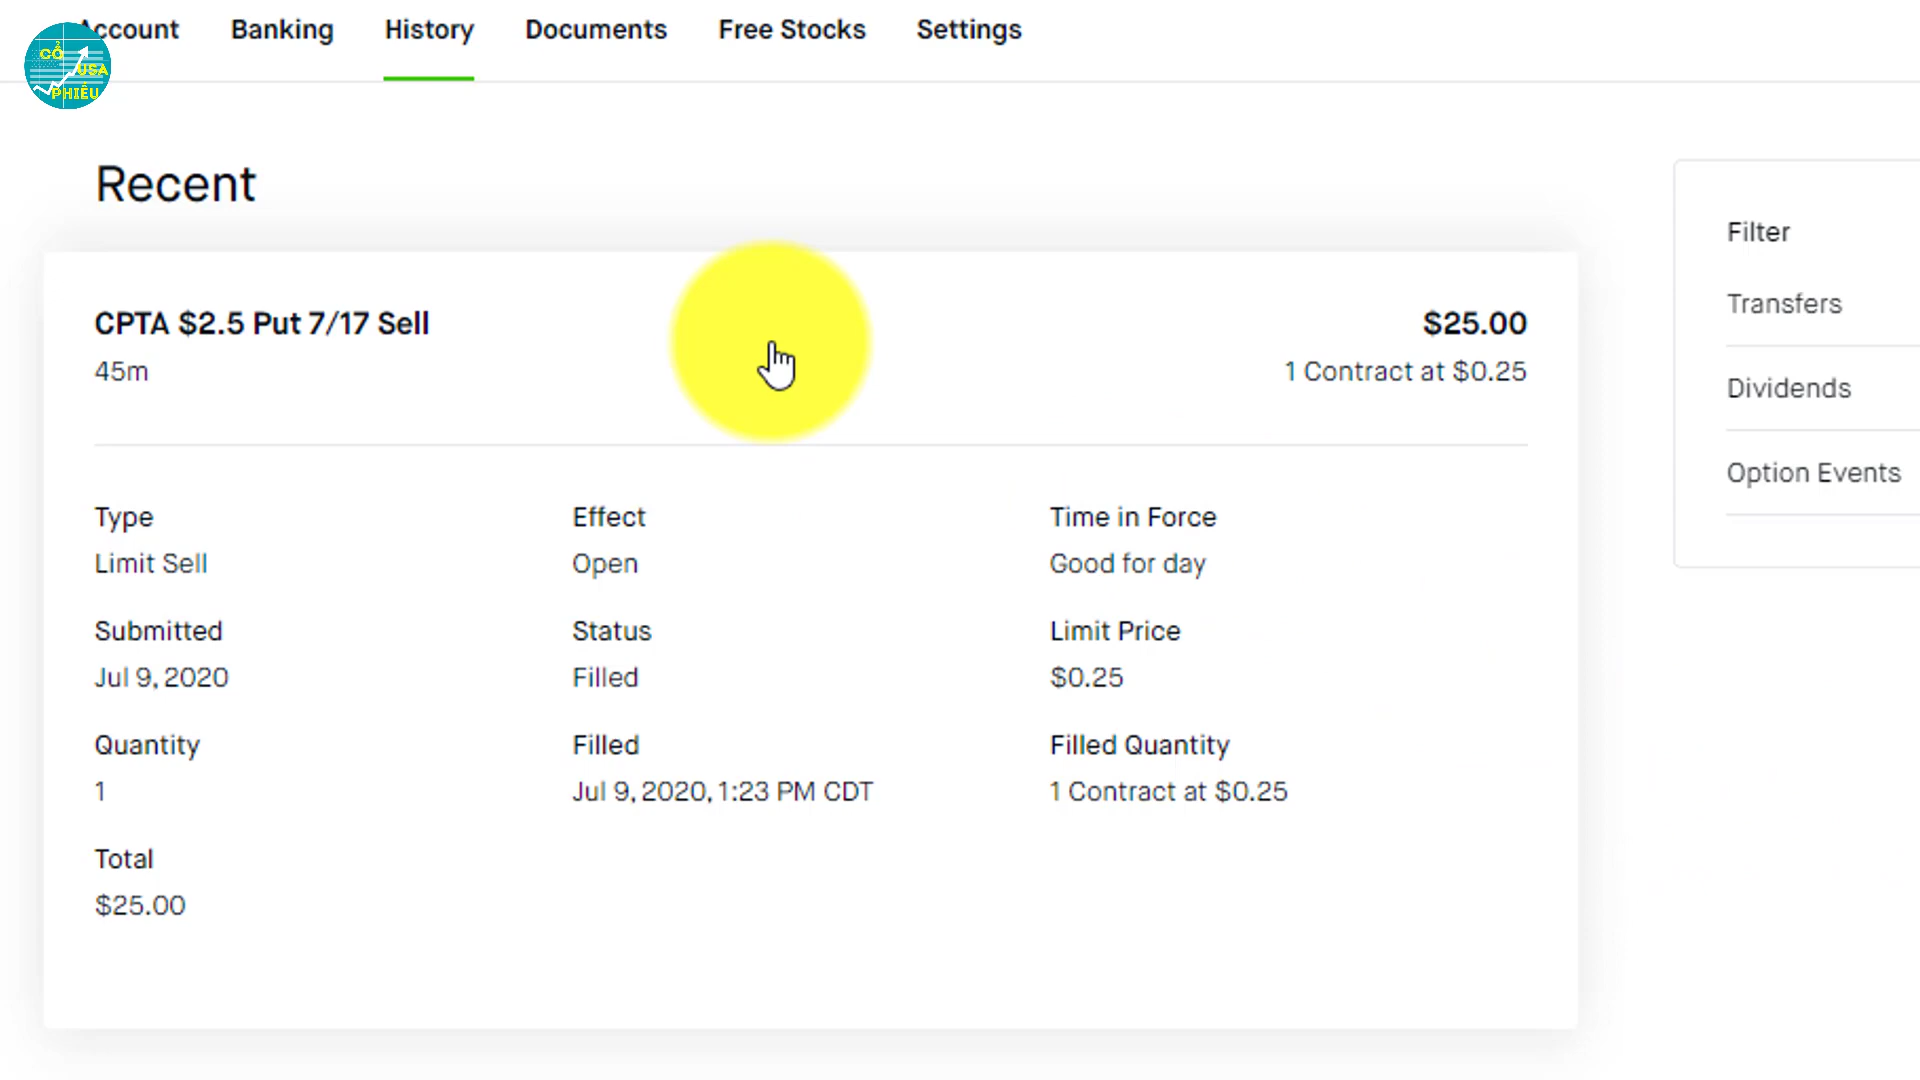 Account Banking History Documents Free Stocks Settings
CỔ
USA
PHIẾU
Recent
Filter
CPTA $2.5 Put 7/17 Sell $25.00
45m 1 Contract at $0.25
Transfers
Dividends
Option Events
Type Effect Time in Force
Limit Sell Open Good for day
Submitted Status Limit Price
Jul 9, 2020 Filled $0.25
Quantity Filled Filled Quantity
1 Jul 9, 2020, 1:23 PM CDT 1 Contract at $0.25
Total
$25.00